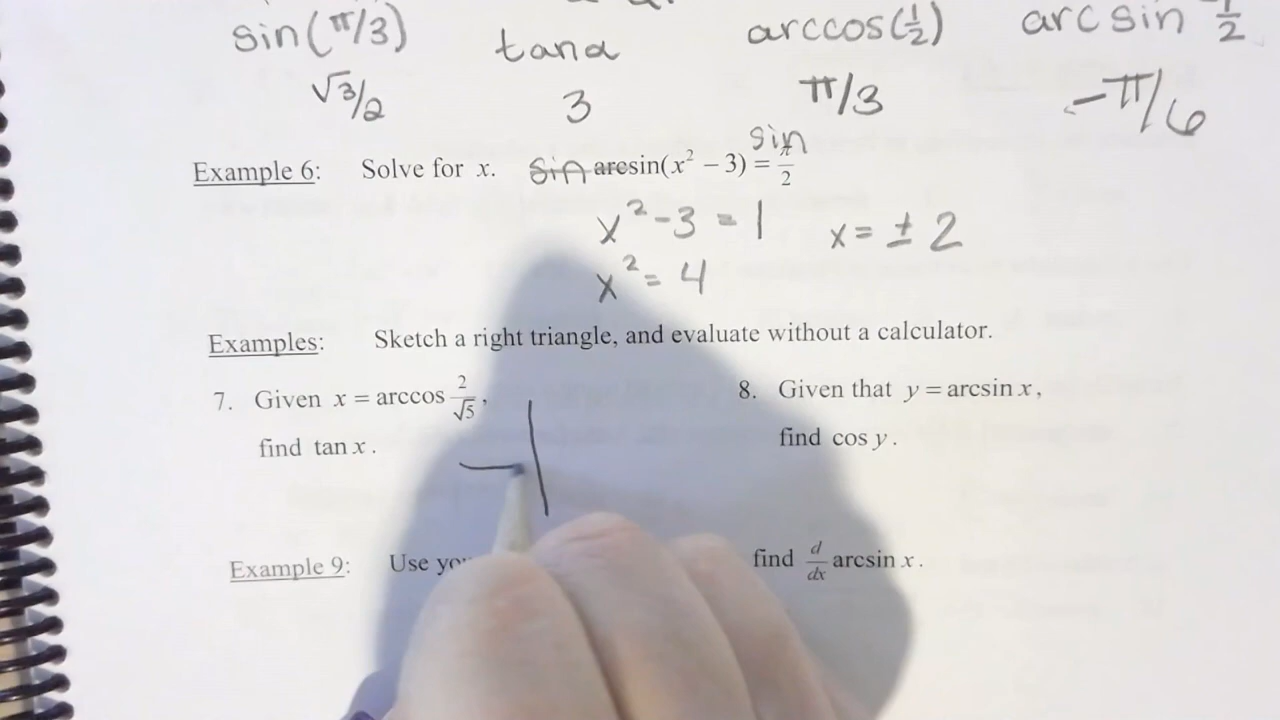 sin(π/3) tanα arccos(1/2) arcsin -1/2
√3/2 3 π/3 -π/6
Example 6: Solve for x. sin arcsin(x² − 3) = sin π/2
x² - 3 = 1 x = ± 2
x² = 4
Examples: Sketch a right triangle, and evaluate without a calculator.
7. Given x = arccos 2/√5,
find tan x.
8. Given that y = arcsin x,
find cos y.
Example 9: Use find d/dx arcsin x.